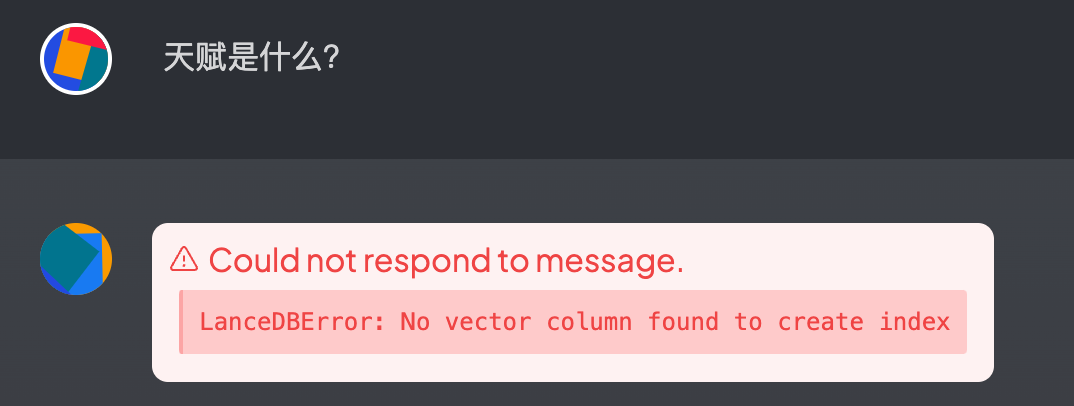 天赋是什么?
Could not respond to message.
LanceDBError: No vector column found to create index